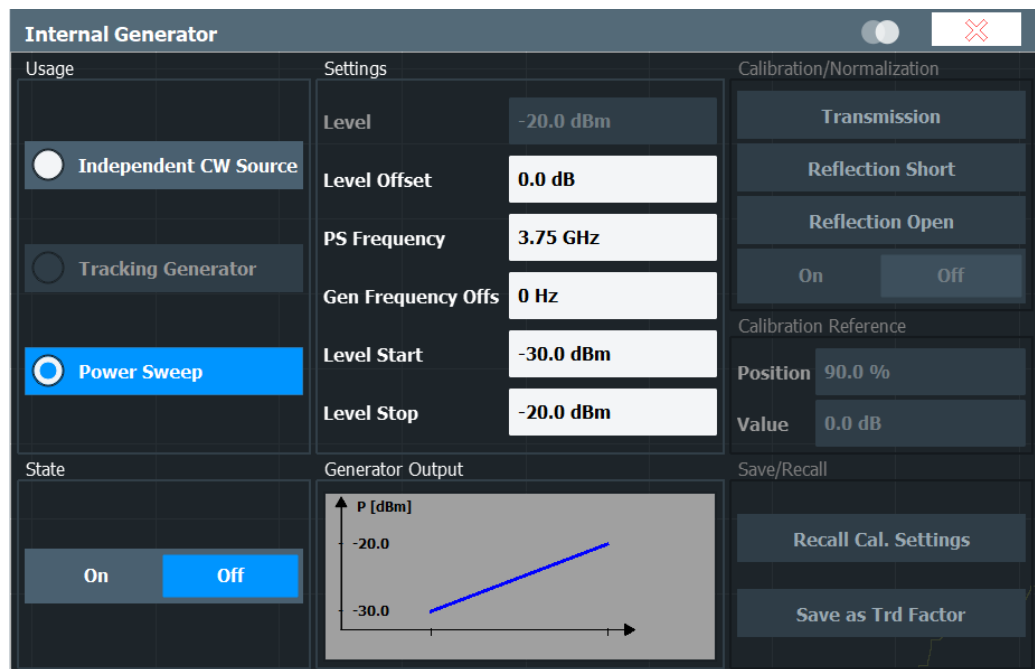 Internal Generator
Usage
Independent CW Source
Tracking Generator
Power Sweep
State
On Off
Settings
Level -20.0 dBm
Level Offset 0.0 dB
PS Frequency 3.75 GHz
Gen Frequency Offs 0 Hz
Level Start -30.0 dBm
Level Stop -20.0 dBm
Generator Output
P [dBm]
-20.0
-30.0
Calibration/Normalization
Transmission
Reflection Short
Reflection Open
On Off
Calibration Reference
Position 90.0 %
Value 0.0 dB
Save/Recall
Recall Cal. Settings
Save as Trd Factor